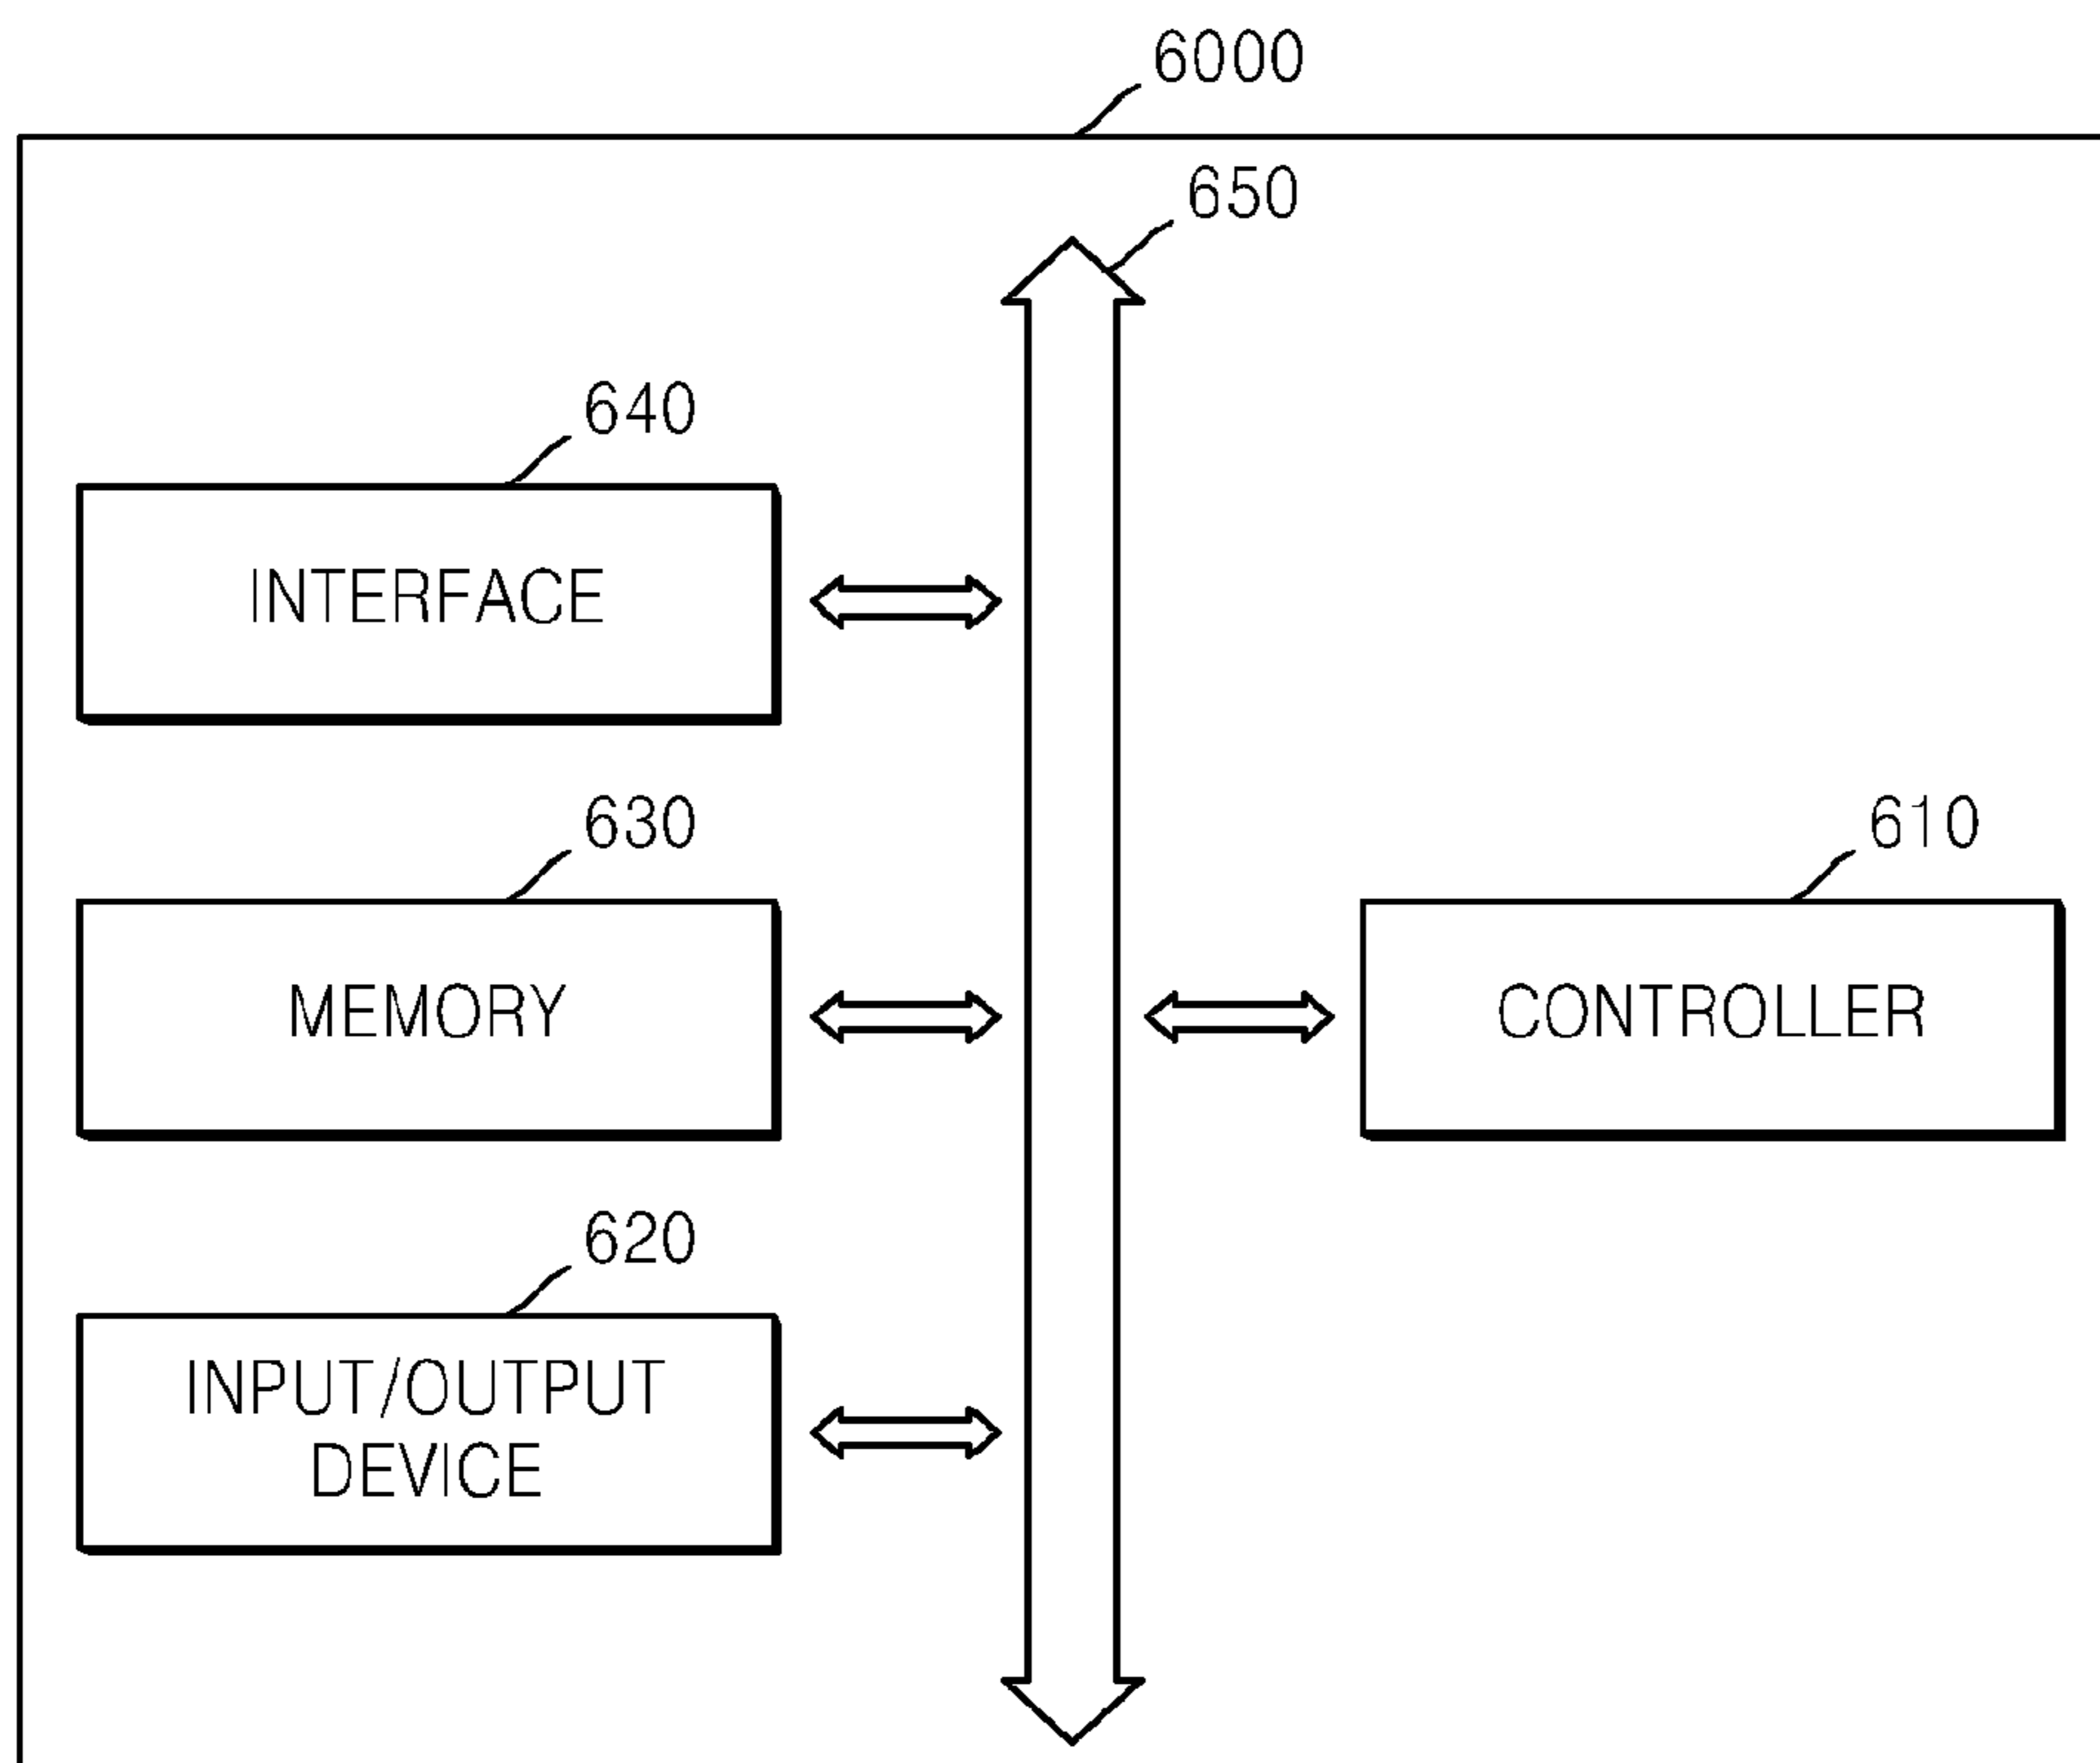 6000
650
640
INTERFACE
630
610
MEMORY
CONTROLLER
620
INPUT/OUTPUT
DEVICE